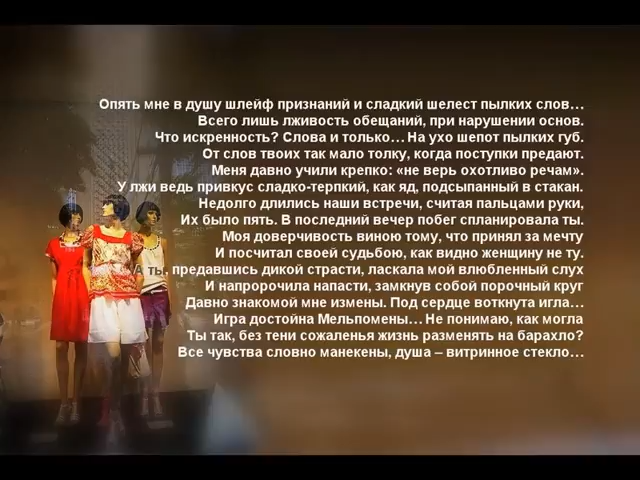 Опять мне в душу шлейф признаний и сладкий шелест пылких слов…
Всего лишь лживость обещаний, при нарушении основ.
Что искренность? Слова и только… На ухо шепот пылких губ.
От слов твоих так мало толку, когда поступки предают.
Меня давно учили крепко: «не верь охотливо речам».
У лжи ведь привкус сладко-терпкий, как яд, подсыпанный в стакан.
Недолго длились наши встречи, считая пальцами руки,
Их было пять. В последний вечер побег спланировала ты.
Моя доверчивость виною тому, что принял за мечту
И посчитал своей судьбою, как видно женщину не ту.
А ты, предавшись дикой страсти, ласкала мой влюбленный слух
И напророчила напасти, замкнув собой порочный круг
Давно знакомой мне измены. Под сердце воткнута игла…
Игра достойна Мельпомены… Не понимаю, как могла
Ты так, без тени сожаленья жизнь разменять на барахло?
Все чувства словно манекены, душа – витринное стекло…